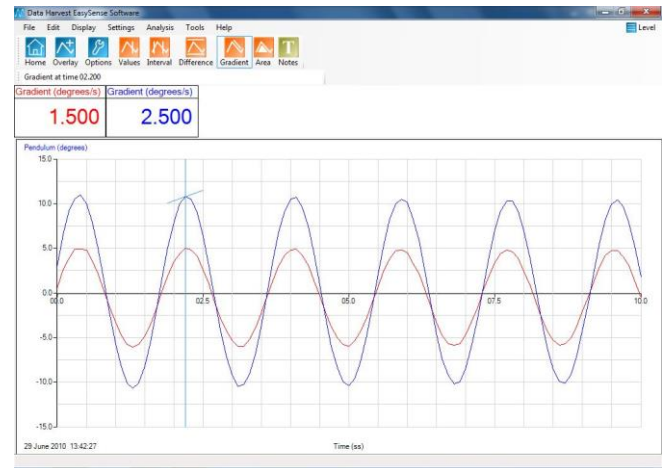 Data Harvest EasySense Software
File Edit Display Settings Analysis Tools Help
Level
Home Overlay Options Values Interval Difference Gradient Area Notes
Gradient at time 02.200
Gradient (degrees/s) Gradient (degrees/s)
1.500 2.500
Pendulum (degrees)
15.0
10.0
5.0
0.0
00.0 02.5 05.0 07.5 10.0
-5.0
-10.0
-15.0
29 June 2010 13:42:27 Time (ss)